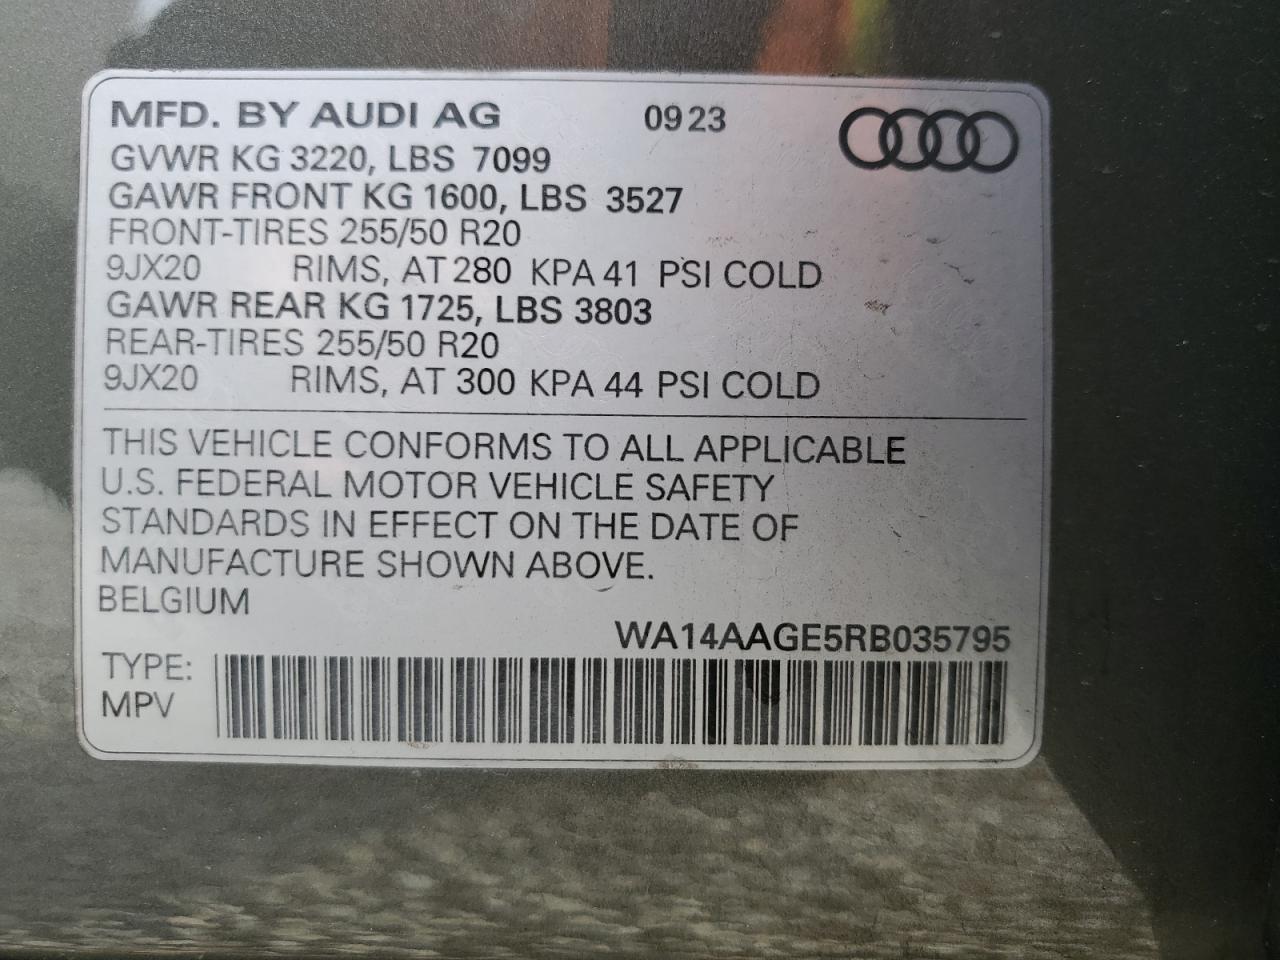 MFD. BY AUDI AG 0923
GVWR KG 3220, LBS 7099
GAWR FRONT KG 1600, LBS 3527
FRONT-TIRES 255/50 R20
9JX20 RIMS, AT 280 KPA 41 PSI COLD
GAWR REAR KG 1725, LBS 3803
REAR-TIRES 255/50 R20
9JX20 RIMS, AT 300 KPA 44 PSI COLD
THIS VEHICLE CONFORMS TO ALL APPLICABLE
U.S. FEDERAL MOTOR VEHICLE SAFETY
STANDARDS IN EFFECT ON THE DATE OF
MANUFACTURE SHOWN ABOVE.
BELGIUM
WA14AAGE5RB035795
TYPE:
MPV